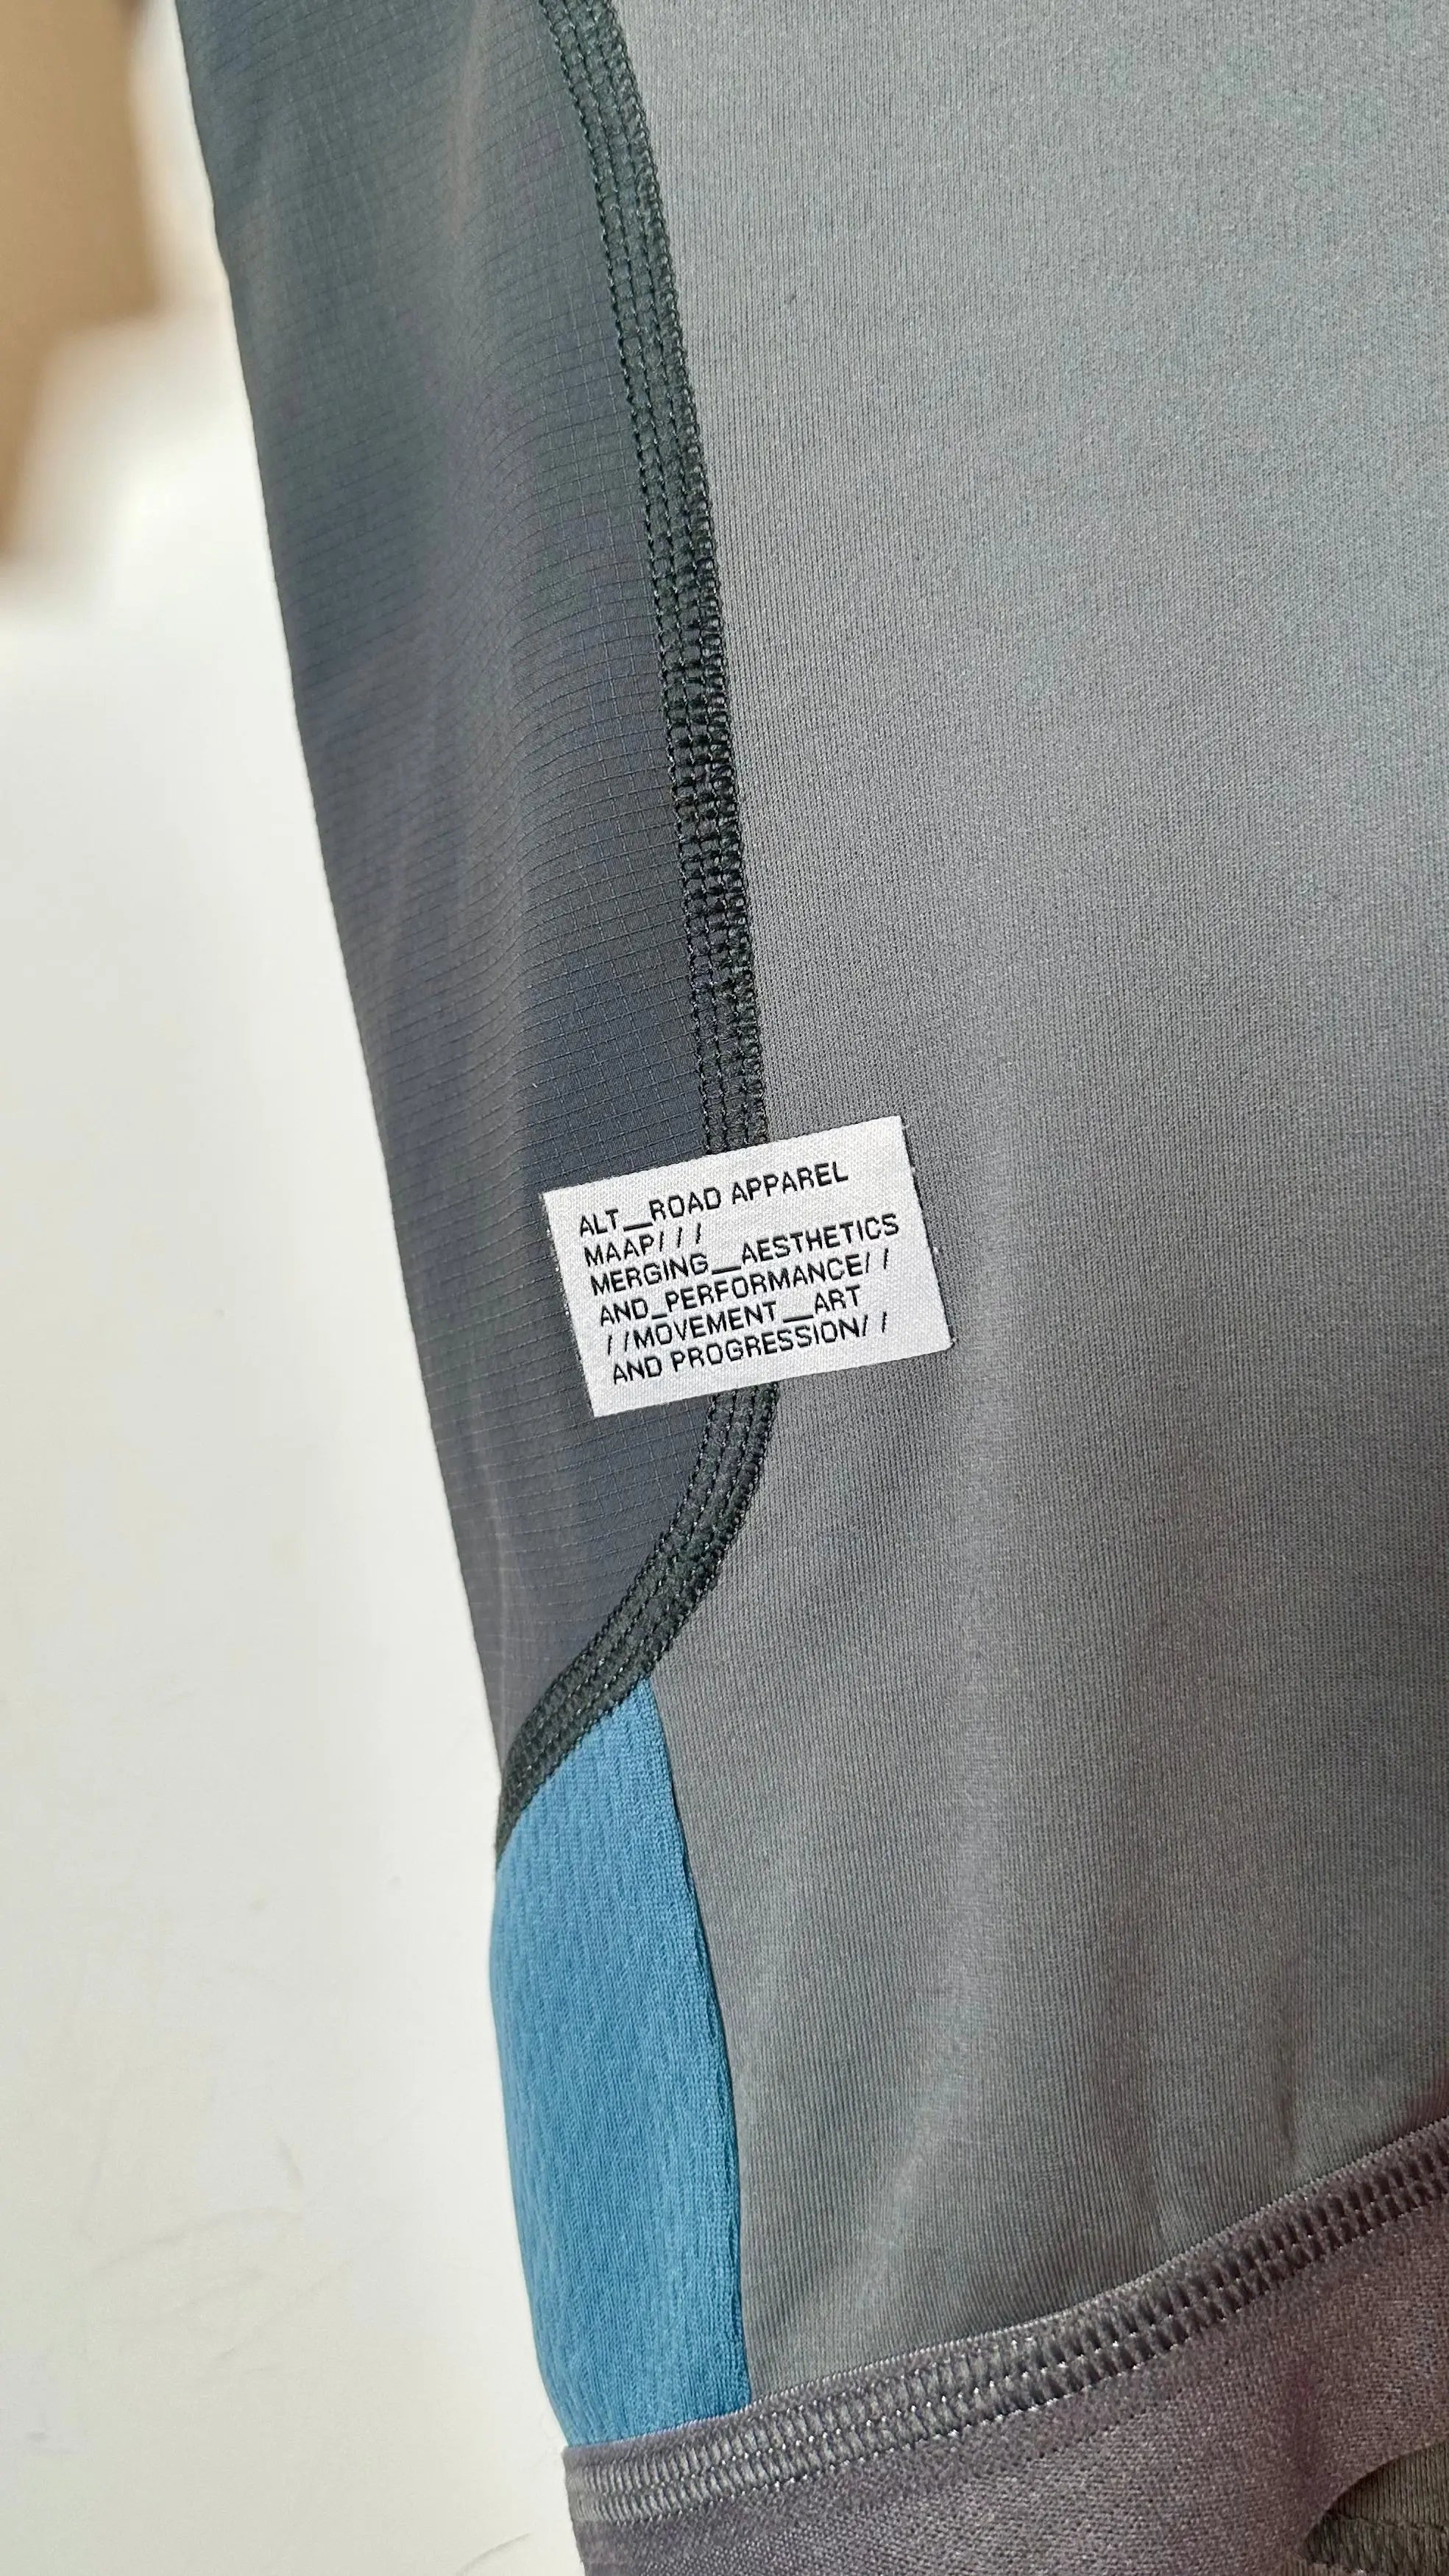 ALT__ROAD APPAREL
MAAP///
MERGING__AESTHETICS
AND_PERFORMANCE//
//MOVEMENT__ART
AND PROGRESSION//